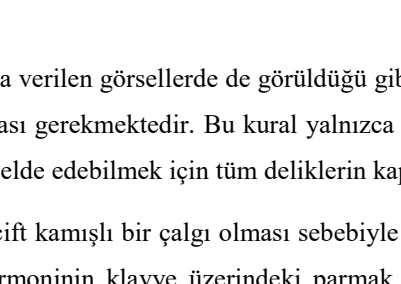 a verilen görsellerde de görüldüğü gib
ası gerekmektedir. Bu kural yalnızca
elde edebilmek için tüm deliklerin kap
çift kamışlı bir çalgı olması sebebiyle
rmoninin klavye üzerindeki parmak